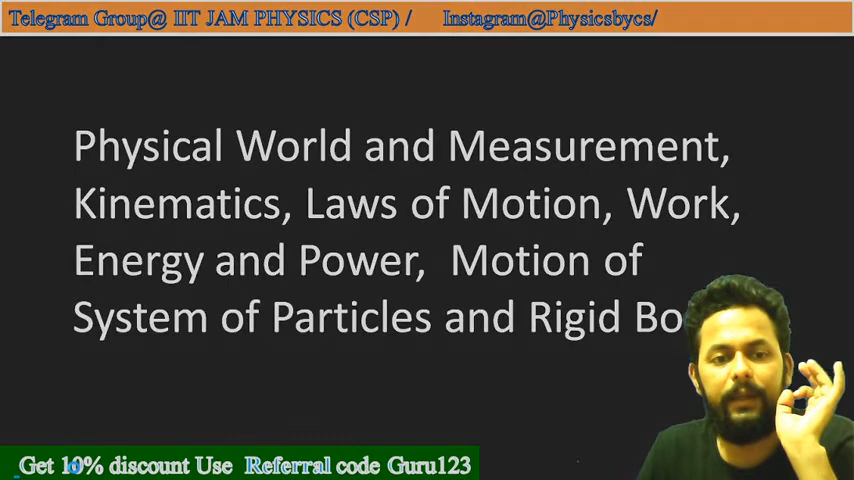 Telegram Group@ IIT JAM PHYSICS (CSP) / Instagram@Physicsbycs/
Physical World and Measurement,
Kinematics, Laws of Motion, Work,
Energy and Power, Motion of
System of Particles and Rigid
Get 10% discount Use Referral code Guru123